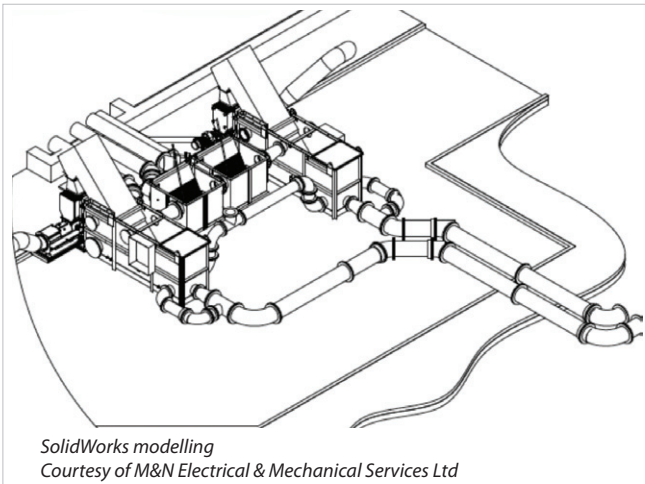 SolidWorks modelling
Courtesy of M&N Electrical & Mechanical Services Ltd